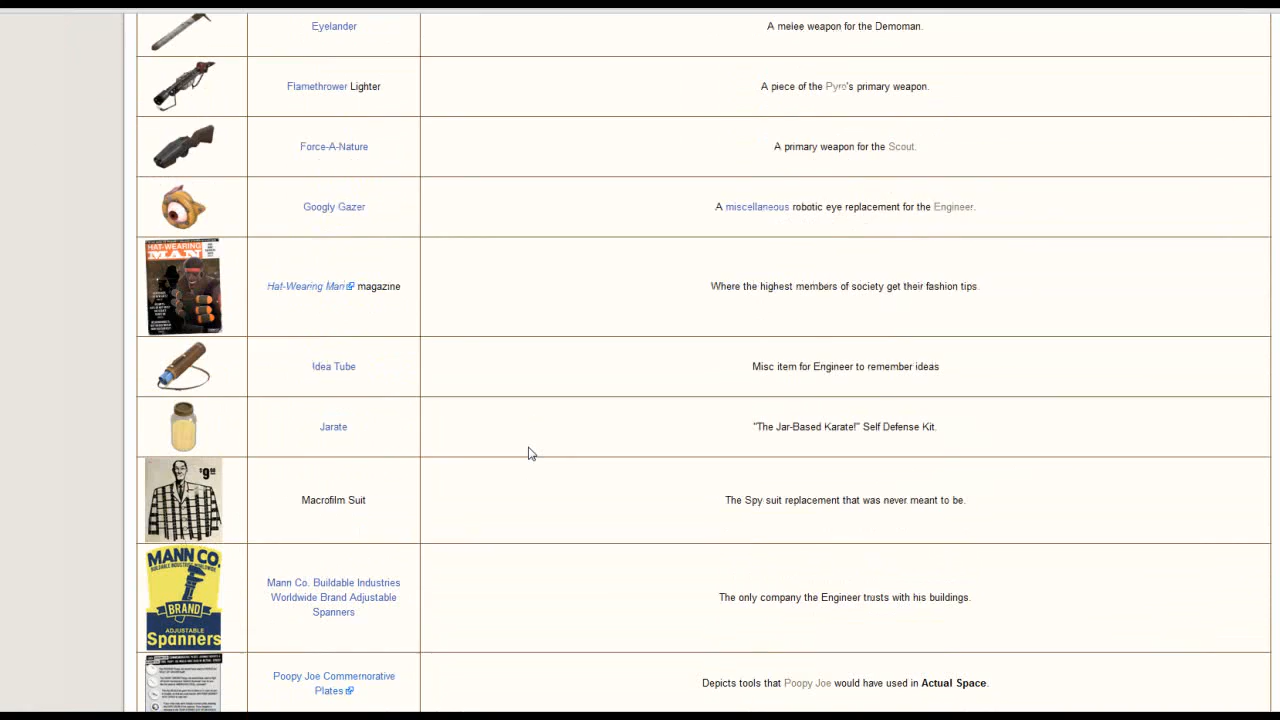 Eyelander
A melee weapon for the Demoman.
Flamethrower Lighter
A piece of the Pyro's primary weapon.
Force-A-Nature
A primary weapon for the Scout.
Googly Gazer
A miscellaneous robotic eye replacement for the Engineer.
HAT-WEARING
MAN
Hat-Wearing Man magazine
Where the highest members of society get their fashion tips.
Idea Tube
Misc item for Engineer to remember ideas
Jarate
"The Jar-Based Karate!" Self Defense Kit.
Macrofilm Suit
The Spy suit replacement that was never meant to be.
MANN CO.
BUILDABLE INDUSTRIES WORLDWIDE
BRAND
ADJUSTABLE
Spanners
Mann Co. Buildable Industries
Worldwide Brand Adjustable
Spanners
The only company the Engineer trusts with his buildings.
Poopy Joe Commemorative
Plates
Depicts tools that Poopy Joe would have used in Actual Space.